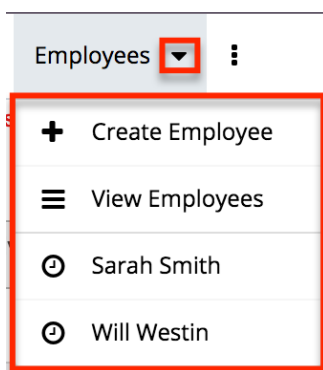 Employees
Create Employee
View Employees
Sarah Smith
Will Westin